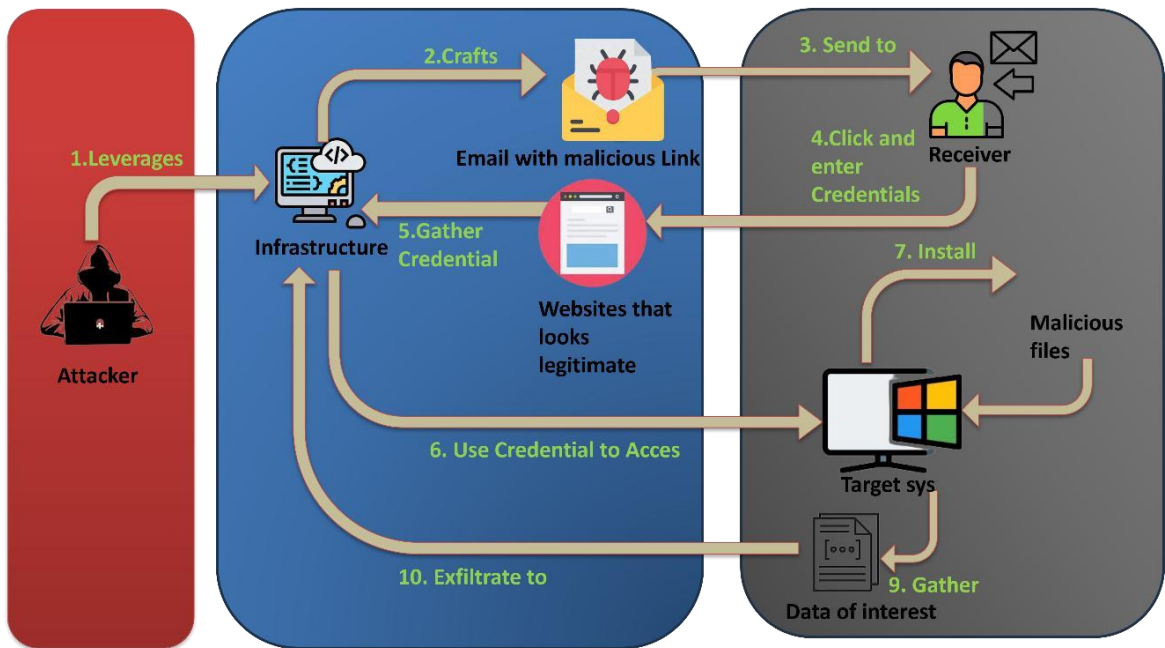 1.Leverages
Attacker
2.Crafts
Infrastructure
Email with malicious Link
3. Send to
Receiver
4.Click and
enter
Credentials
5.Gather
Credential
Websites that
looks
legitimate
6. Use Credential to Acces
7. Install
Malicious
files
Target sys
9. Gather
Data of interest
10. Exfiltrate to